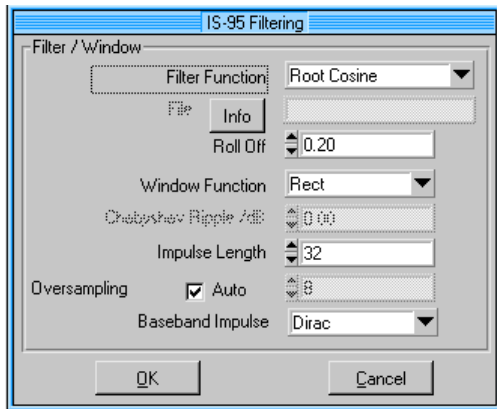 IS-95 Filtering
Filter / Window
Filter Function Root Cosine
File Info
Roll Off 0.20
Window Function Rect
Chebyshev Ripple /dB 0.00
Impulse Length 32
Oversampling Auto 8
Baseband Impulse Dirac
OK Cancel